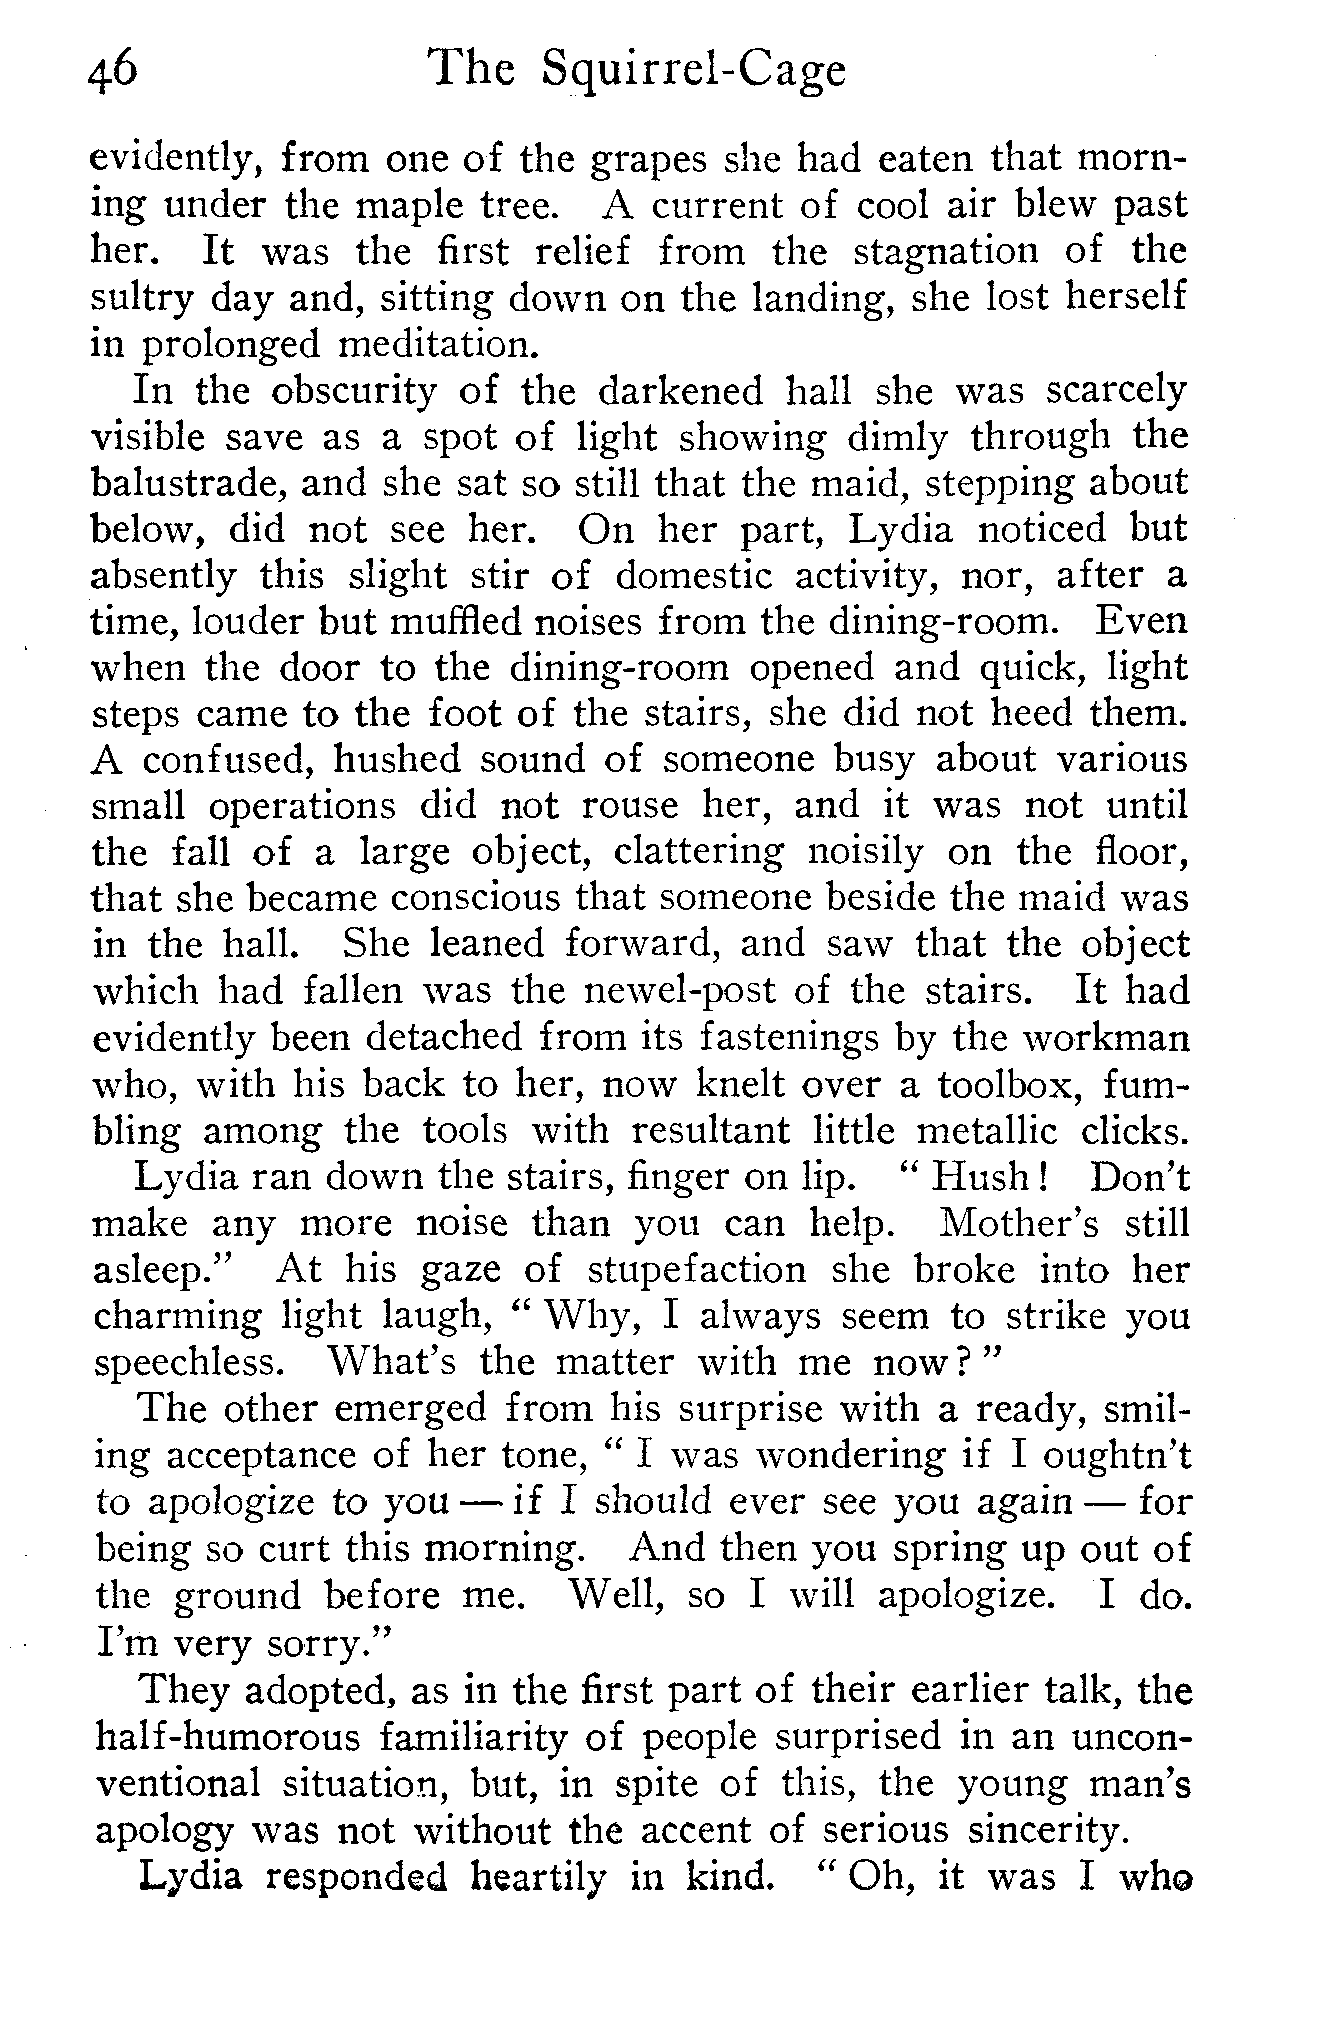 46 The Squirrel-Cage
evidently, from one of the grapes she had eaten that morn-
ing under the maple tree. A current of cool air blew past
her. It was the first relief from the stagnation of the
sultry day and, sitting down on the landing, she lost herself
in prolonged meditation.
In the obscurity of the darkened hall she was scarcely
visible save as a spot of light showing dimly through the
balustrade, and she sat so still that the maid, stepping about
below, did not see her. On her part, Lydia noticed but
absently this slight stir of domestic activity, nor, after a
time, louder but muffled noises from the dining-room. Even
when the door to the dining-room opened and quick, light
steps came to the foot of the stairs, she did not heed them.
A confused, hushed sound of someone busy about various
small operations did not rouse her, and it was not until
the fall of a large object, clattering noisily on the floor,
that she became conscious that someone beside the maid was
in the hall. She leaned forward, and saw that the object
which had fallen was the newel-post of the stairs. It had
evidently been detached from its fastenings by the workman
who, with his back to her, now knelt over a toolbox, fum-
bling among the tools with resultant little metallic clicks.
Lydia ran down the stairs, finger on lip. "Hush! Don't
make any more noise than you can help. Mother's still
asleep." At his gaze of stupefaction she broke into her
charming light laugh, "Why, I always seem to strike you
speechless. What's the matter with me now?"
The other emerged from his surprise with a ready, smil-
ing acceptance of her tone, "I was wondering if I oughtn't
to apologize to you — if I should ever see you again — for
being so curt this morning. And then you spring up out of
the ground before me. Well, so I will apologize. I do.
I'm very sorry."
They adopted, as in the first part of their earlier talk, the
half-humorous familiarity of people surprised in an uncon-
ventional situation, but, in spite of this, the young man's
apology was not without the accent of serious sincerity.
Lydia responded heartily in kind. "Oh, it was I who